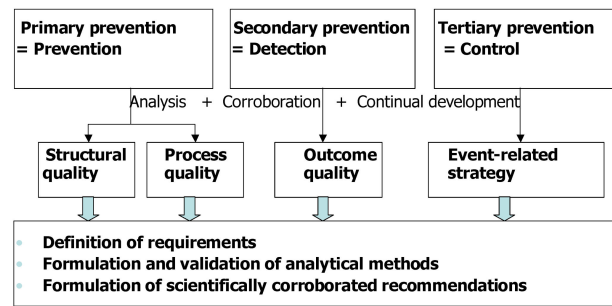 Primary prevention
= Prevention
Secondary prevention
= Detection
Tertiary prevention
= Control
Analysis + Corroboration + Continual development
Structural
quality
Process
quality
Outcome
quality
Event-related
strategy
• Definition of requirements
• Formulation and validation of analytical methods
• Formulation of scientifically corroborated recommendations